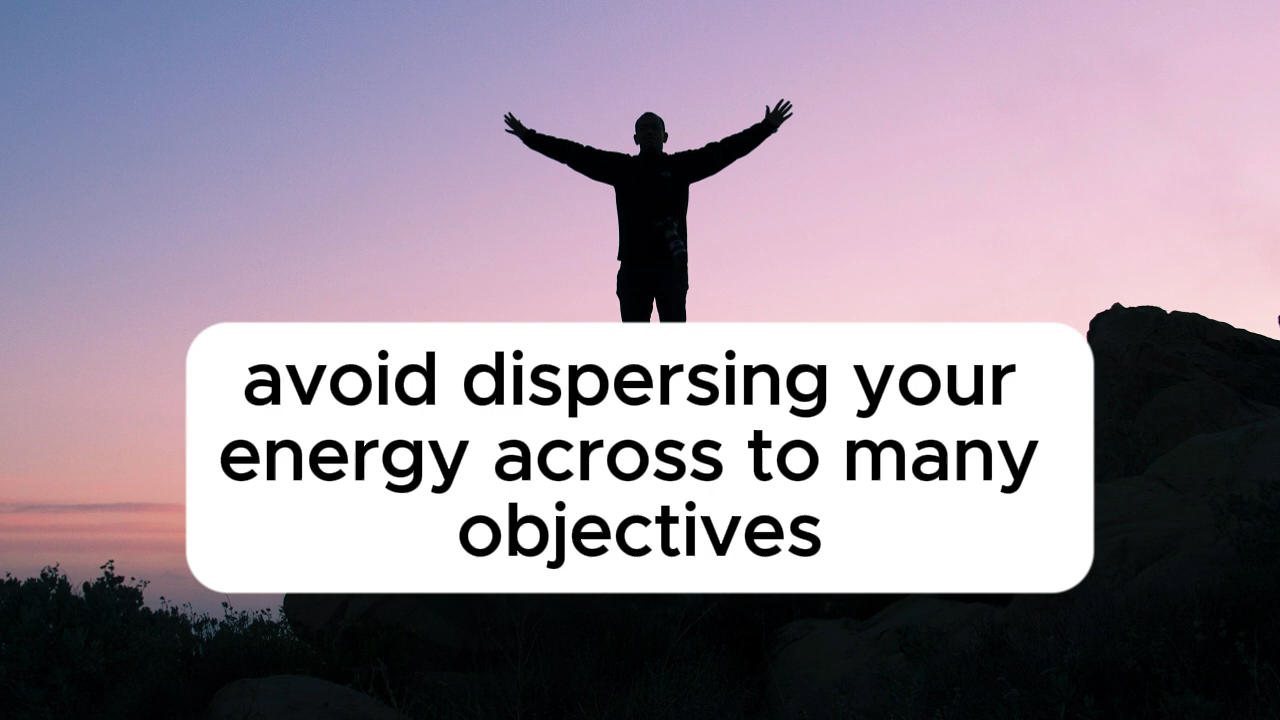 avoid dispersing your
energy across to many
objectives